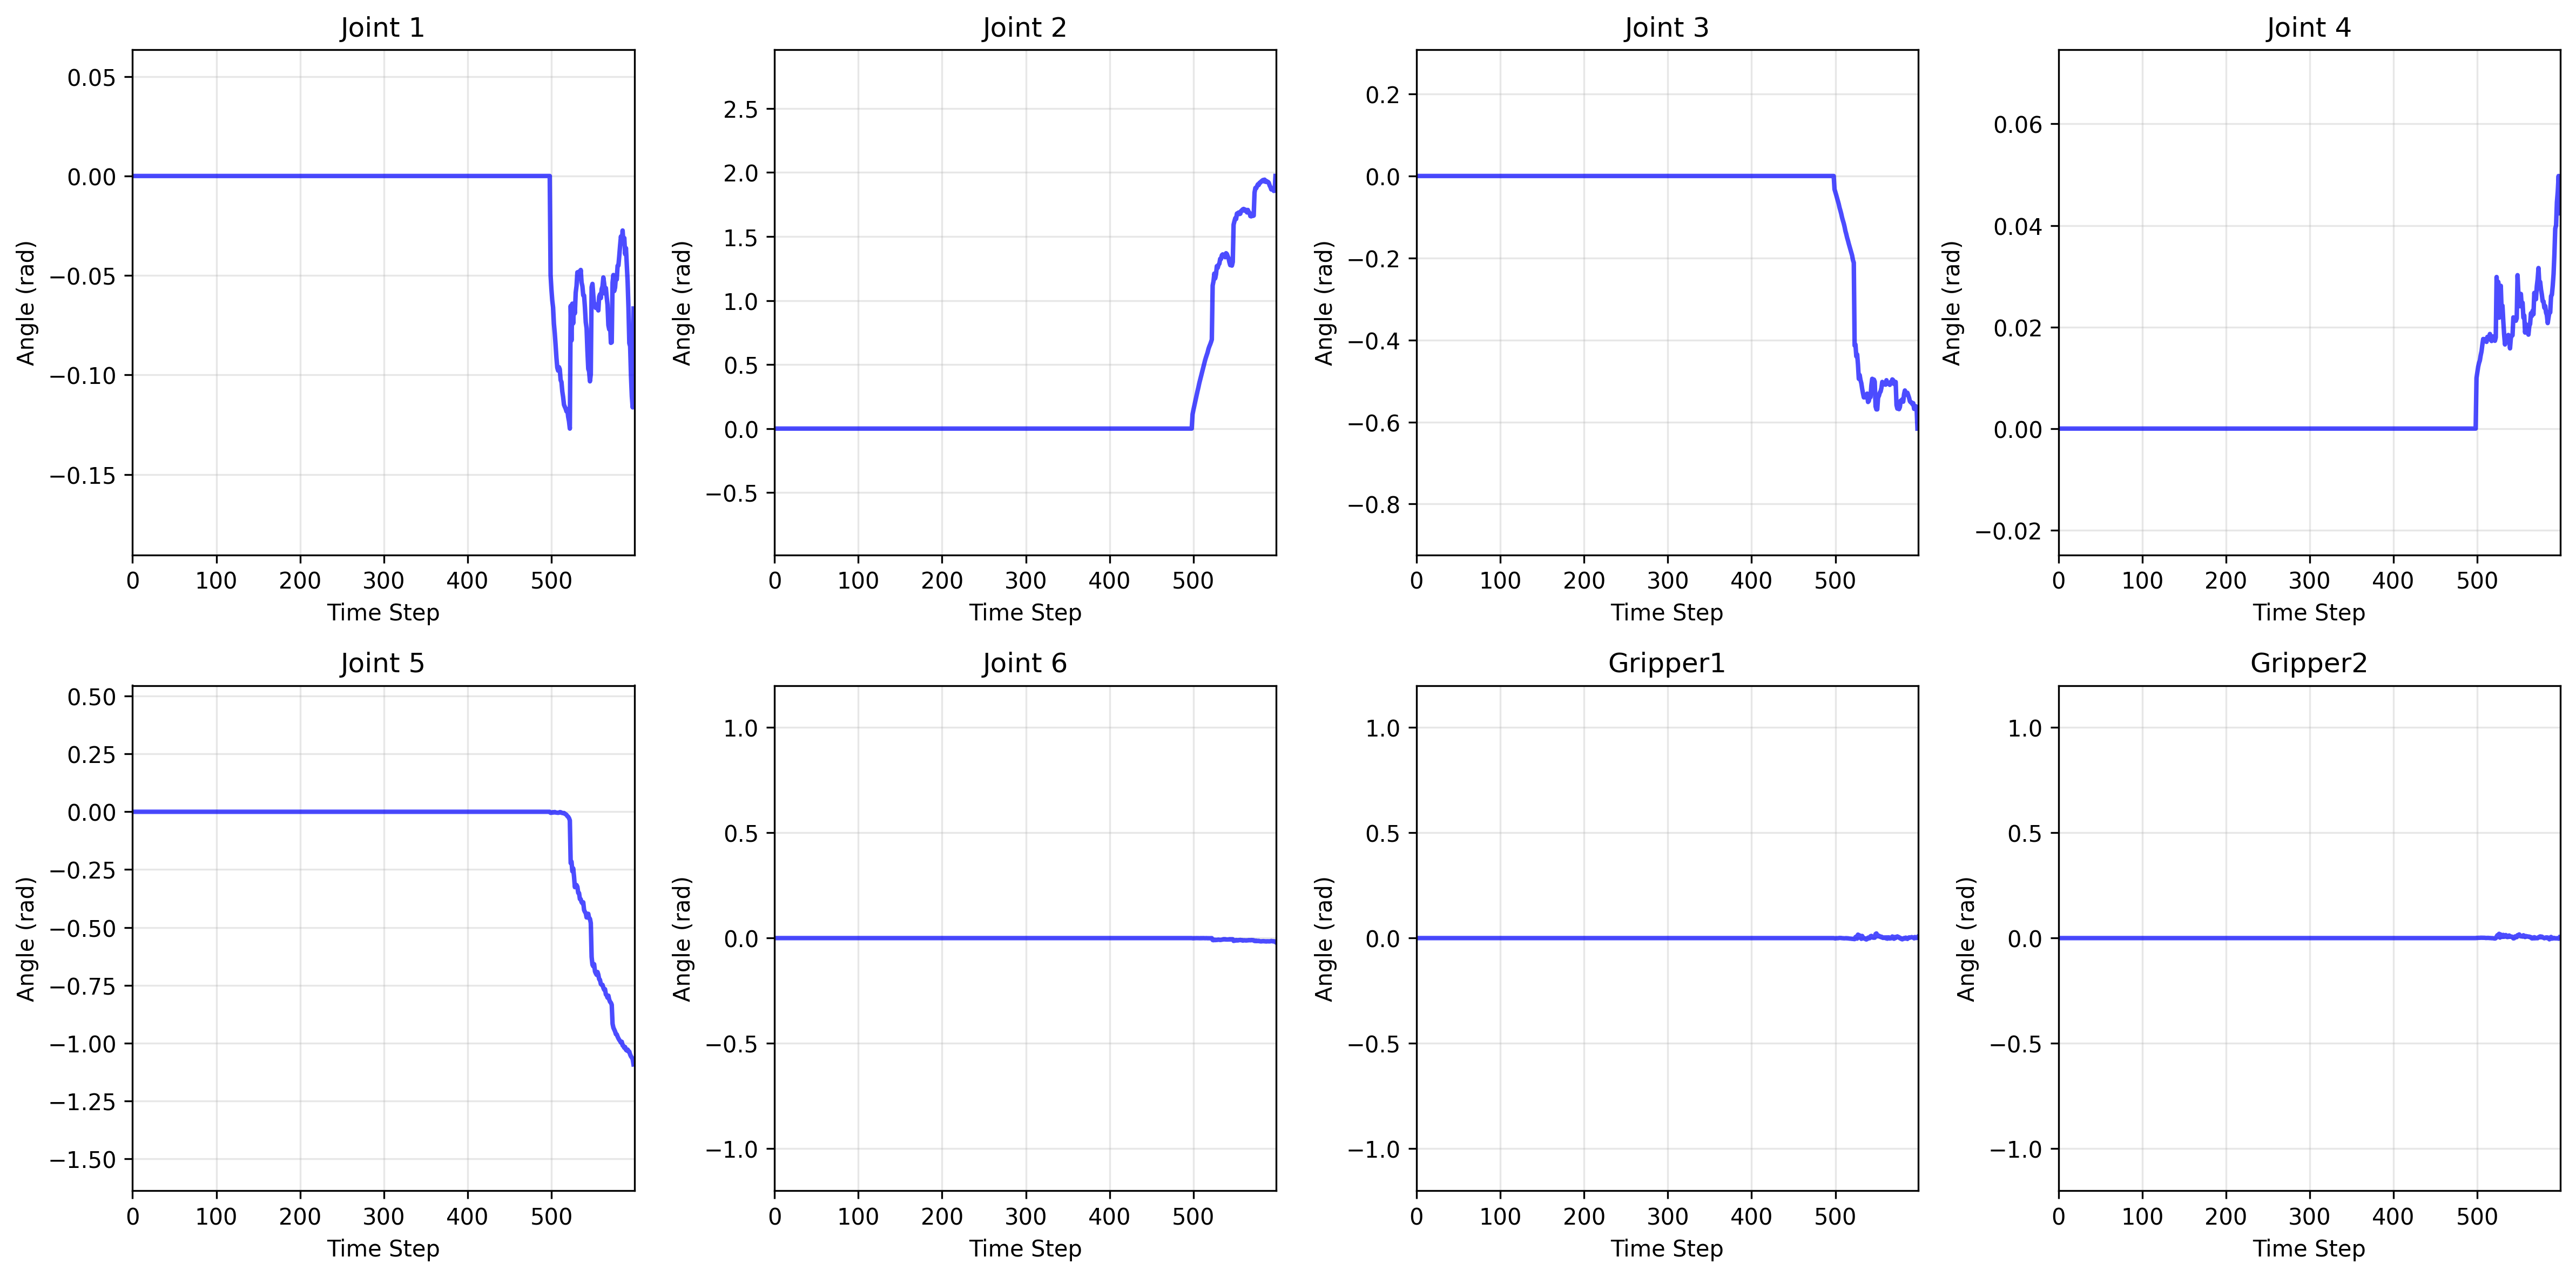 Joint 1
Joint 2
Joint 3
Joint 4
0.05
0.00
−0.05
−0.10
−0.15
2.5
2.0
1.5
1.0
0.5
0.0
−0.5
0.2
0.0
−0.2
−0.4
−0.6
−0.8
0.06
0.04
0.02
0.00
−0.02
Angle (rad)
Angle (rad)
Angle (rad)
Angle (rad)
0 100 200 300 400 500
0 100 200 300 400 500
0 100 200 300 400 500
0 100 200 300 400 500
Time Step
Time Step
Time Step
Time Step
Joint 5
Joint 6
Gripper1
Gripper2
0.50
0.25
0.00
−0.25
−0.50
−0.75
−1.00
−1.25
−1.50
1.0
0.5
0.0
−0.5
−1.0
1.0
0.5
0.0
−0.5
−1.0
1.0
0.5
0.0
−0.5
−1.0
Angle (rad)
Angle (rad)
Angle (rad)
Angle (rad)
0 100 200 300 400 500
0 100 200 300 400 500
0 100 200 300 400 500
0 100 200 300 400 500
Time Step
Time Step
Time Step
Time Step